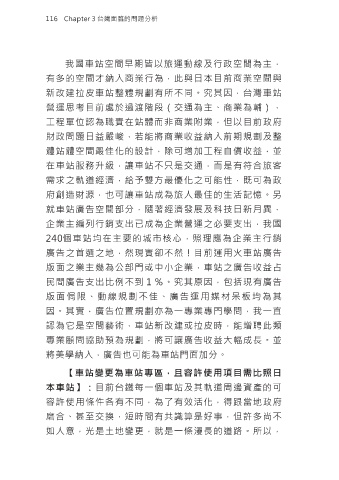 116 Chapter 3 台鐵面臨的問題分析
我國車站空間早期皆以旅運動線及行政空間為主，
有多的空間才納入商業行為，此與日本目前商業空間與
新改建拉皮車站整體規劃有所不同。究其因，台灣車站
營運思考目前處於過渡階段（交通為主、商業為輔），
工程單位認為職責在站體而非商業附業，但以目前政府
財政問題日益嚴峻，若能將商業收益納入前期規劃及整
體站體空間最佳化的設計，除可增加工程自償收益，並
在車站服務升級，讓車站不只是交通，而是有符合旅客
需求之軌道經濟，給予雙方最優化之可能性，既可為政
府創造財源，也可讓車站成為旅人最佳的生活記憶。另
就車站廣告空間部分，隨著經濟發展及科技日新月異，
企業主編列行銷支出已成為企業營運之必要支出，我國
240個車站均在主要的城市核心，照理應為企業主行銷
廣告之首選之地，然現實卻不然！目前運用火車站廣告
版面之業主幾為公部門或中小企業，車站之廣告收益占
民間廣告支出比例不到１％。究其原因，包括現有廣告
版面侷限、動線規劃不佳、廣告運用媒材呆板均為其
因。其實，廣告位置規劃亦為一專業專門學問，我一直
認為它是空間藝術，車站新改建或拉皮時，能增聘此類
專業顧問協助預為規劃，將可讓廣告收益大幅成長。並
將美學納入，廣告也可能為車站門面加分。
【車站變更為車站專區，且容許使用項目需比照日
本車站】：目前台鐵每一個車站及其軌道周邊資產的可
容許使用條件各有不同，為了有效活化，得跟當地政府
磨合、甚至交換，短時間有共識算是好事，但許多尚不
如人意，光是土地變更，就是一條漫長的道路。所以，